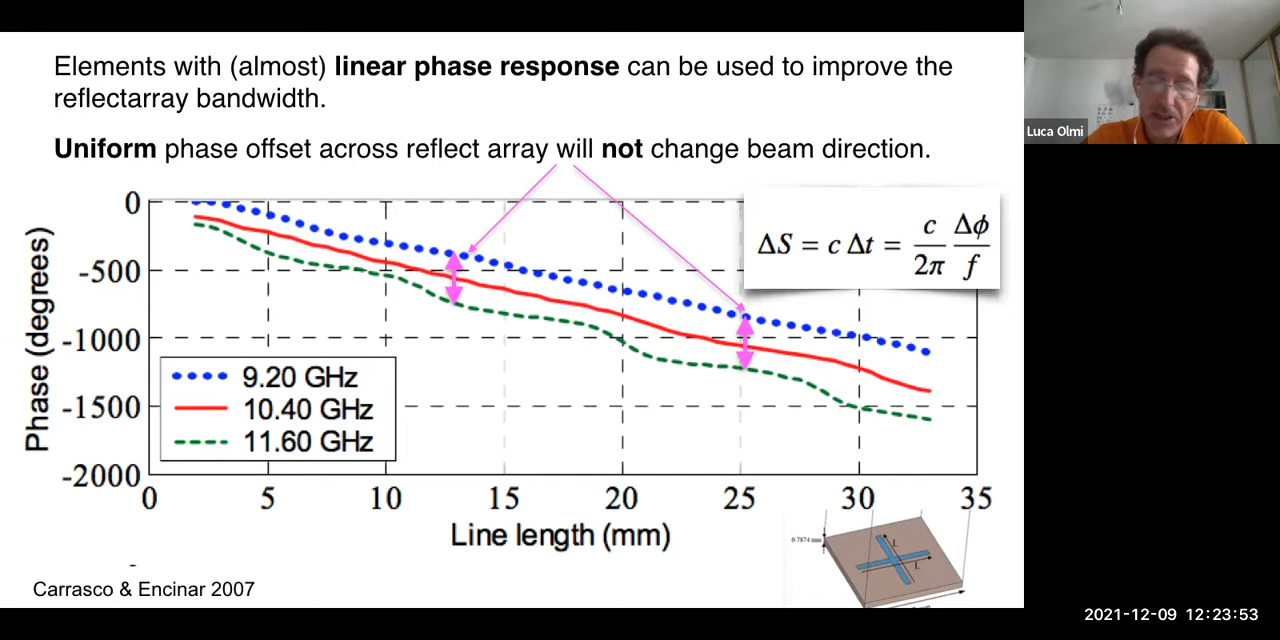 Elements with (almost) linear phase response can be used to improve the
reflectarray bandwidth.
Uniform phase offset across reflect array will not change beam direction.
Luca Olmi
ΔS = c Δt = c/2π Δϕ/f
Phase (degrees)
0
-500
-1000
-1500
-2000
9.20 GHz
10.40 GHz
11.60 GHz
0 5 10 15 20 25 30 35
Line length (mm)
0.7874 mm
L
L
Carrasco & Encinar 2007
2021-12-09 12:23:53